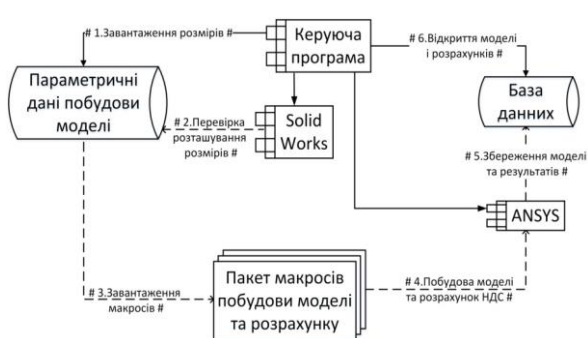 # 1.Завантаження розмірів #
Керуюча
програма
# 6.Відкриття моделі
і розрахунків #
Параметричні
дані побудови
моделі
# 2.Перевірка
розташування
розмірів #
Solid
Works
База
данних
# 5.Збереження моделі
та результатів #
ANSYS
# 3.Завантаження
макросів #
Пакет макросів
побудови моделі
та розрахунку
# 4.Побудова моделі
та розрахунок НДС #